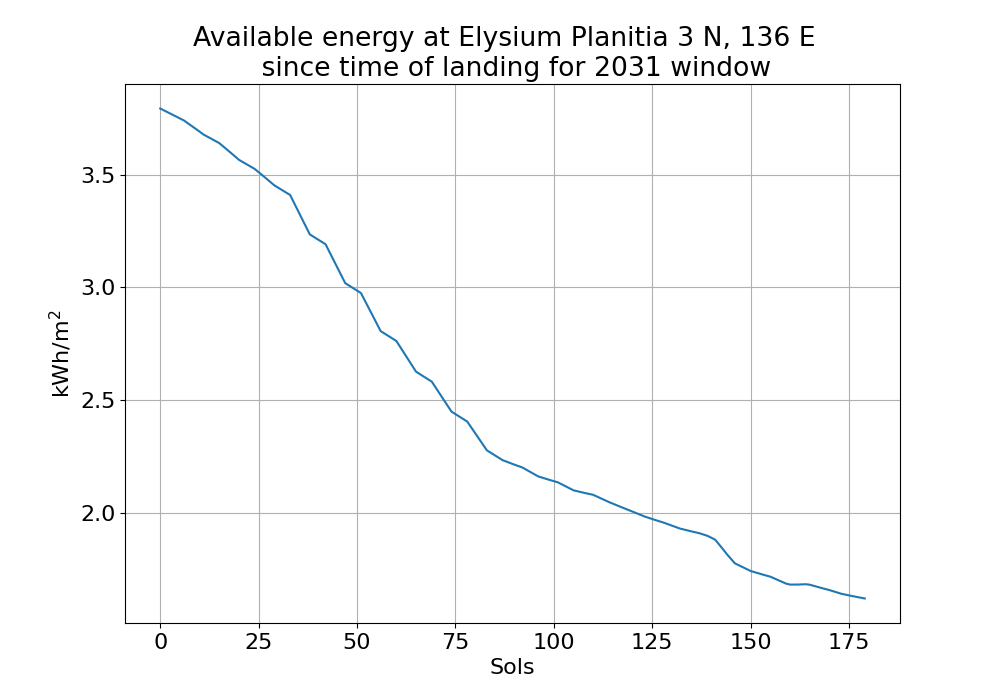 Available energy at Elysium Planitia 3 N, 136 E
since time of landing for 2031 window
3.5
3.0
2.5
2.0
kWh/m²
0 25 50 75 100 125 150 175
Sols